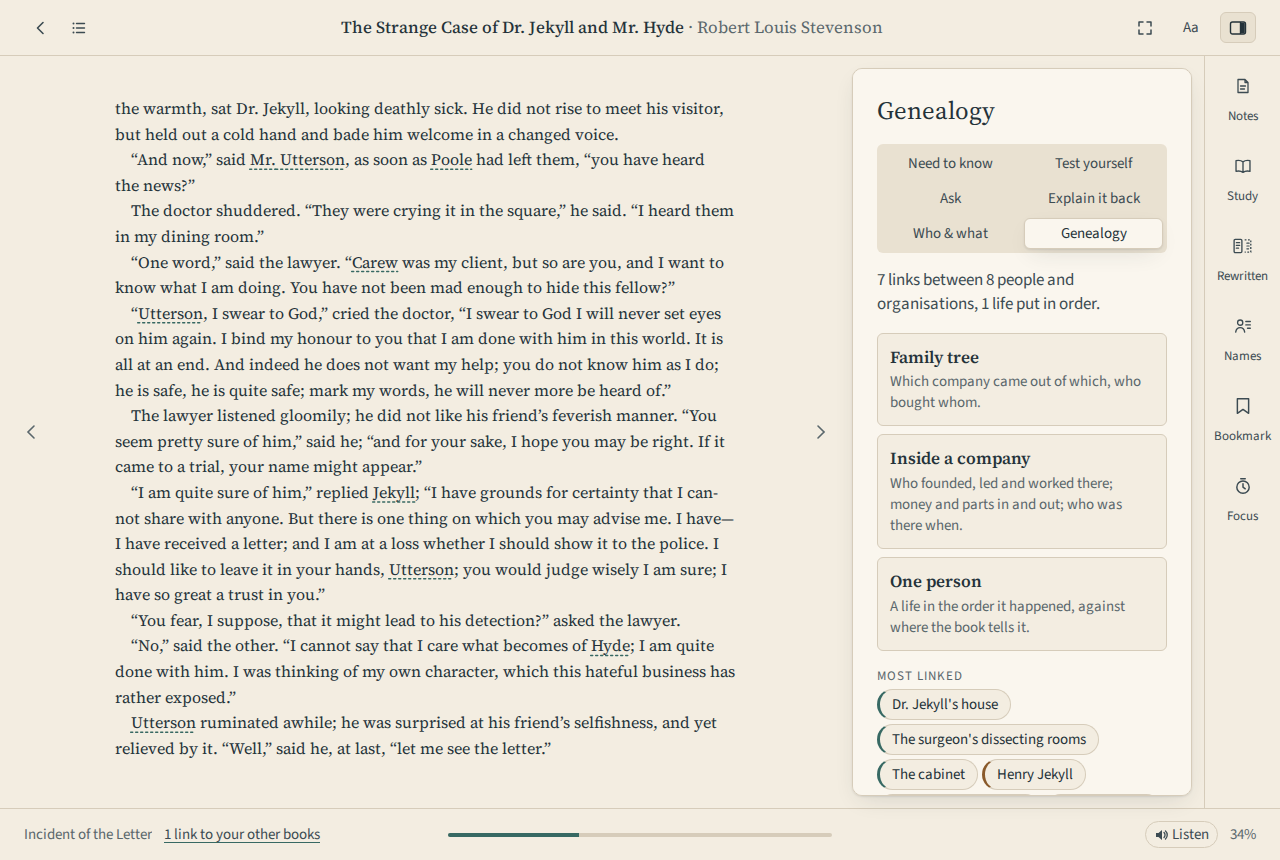 The Strange Case of Dr. Jekyll and Mr. Hyde · Robert Louis Stevenson
Aa
the warmth, sat Dr. Jekyll, looking deathly sick. He did not rise to meet his visitor,
but held out a cold hand and bade him welcome in a changed voice.
“And now,” said Mr. Utterson, as soon as Poole had left them, “you have heard
the news?”
The doctor shuddered. “They were crying it in the square,” he said. “I heard them
in my dining room.”
“One word,” said the lawyer. “Carew was my client, but so are you, and I want to
know what I am doing. You have not been mad enough to hide this fellow?”
“Utterson, I swear to God,” cried the doctor, “I swear to God I will never set eyes
on him again. I bind my honour to you that I am done with him in this world. It is
all at an end. And indeed he does not want my help; you do not know him as I do;
he is safe, he is quite safe; mark my words, he will never more be heard of.”
The lawyer listened gloomily; he did not like his friend’s feverish manner. “You
seem pretty sure of him,” said he; “and for your sake, I hope you may be right. If it
came to a trial, your name might appear.”
“I am quite sure of him,” replied Jekyll; “I have grounds for certainty that I can-
not share with anyone. But there is one thing on which you may advise me. I have—
I have received a letter; and I am at a loss whether I should show it to the police. I
should like to leave it in your hands, Utterson; you would judge wisely I am sure; I
have so great a trust in you.”
“You fear, I suppose, that it might lead to his detection?” asked the lawyer.
“No,” said the other. “I cannot say that I care what becomes of Hyde; I am quite
done with him. I was thinking of my own character, which this hateful business has
rather exposed.”
Utterson ruminated awhile; he was surprised at his friend’s selfishness, and yet
relieved by it. “Well,” said he, at last, “let me see the letter.”
Genealogy
Need to know
Test yourself
Ask
Explain it back
Who & what
Genealogy
7 links between 8 people and
organisations, 1 life put in order.
Family tree
Which company came out of which, who
bought whom.
Inside a company
Who founded, led and worked there;
money and parts in and out; who was
there when.
One person
A life in the order it happened, against
where the book tells it.
MOST LINKED
Dr. Jekyll's house
The surgeon's dissecting rooms
The cabinet
Henry Jekyll
Notes
Study
Rewritten
Names
Bookmark
Focus
Incident of the Letter
1 link to your other books
Listen
34%